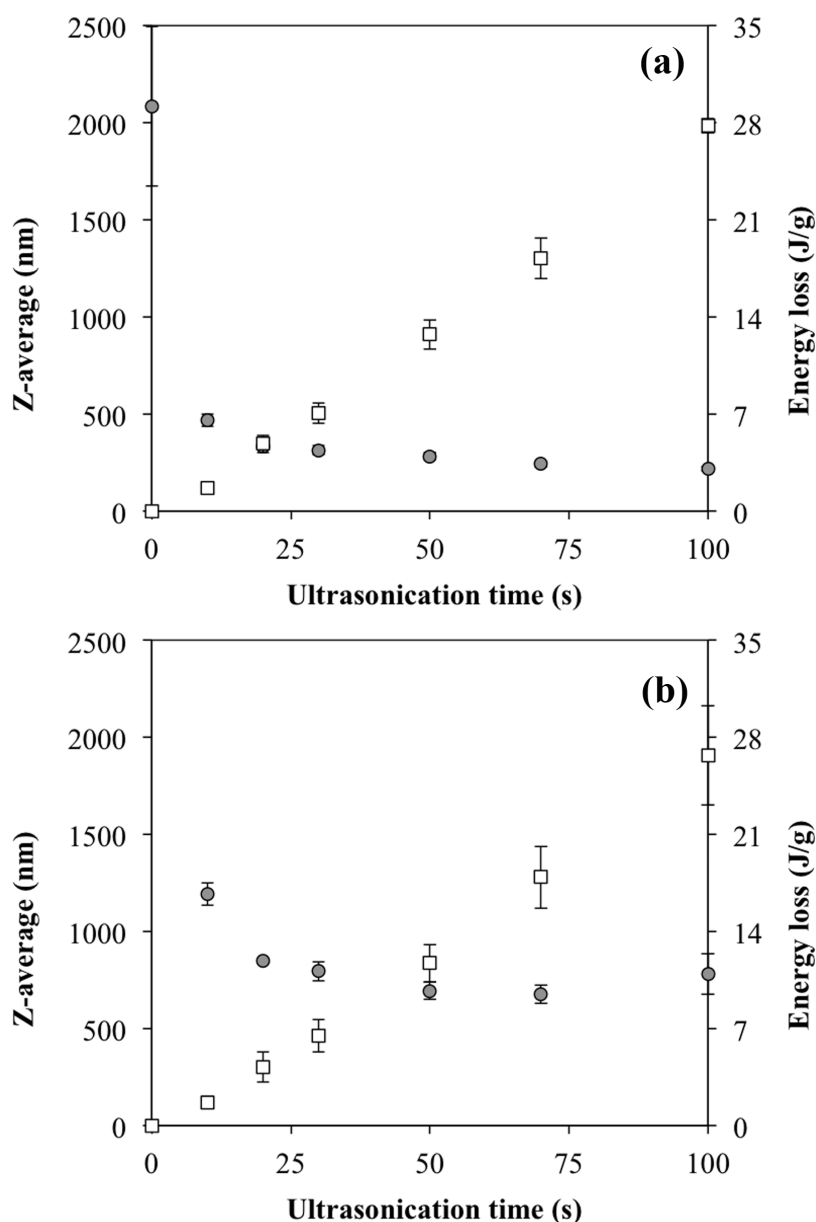 (a)
2500
2000
1500
1000
500
0
Z-average (nm)
35
28
21
14
7
0
Energy loss (J/g)
0 25 50 75 100
Ultrasonication time (s)
(b)
2500
2000
1500
1000
500
0
Z-average (nm)
35
28
21
14
7
0
Energy loss (J/g)
0 25 50 75 100
Ultrasonication time (s)